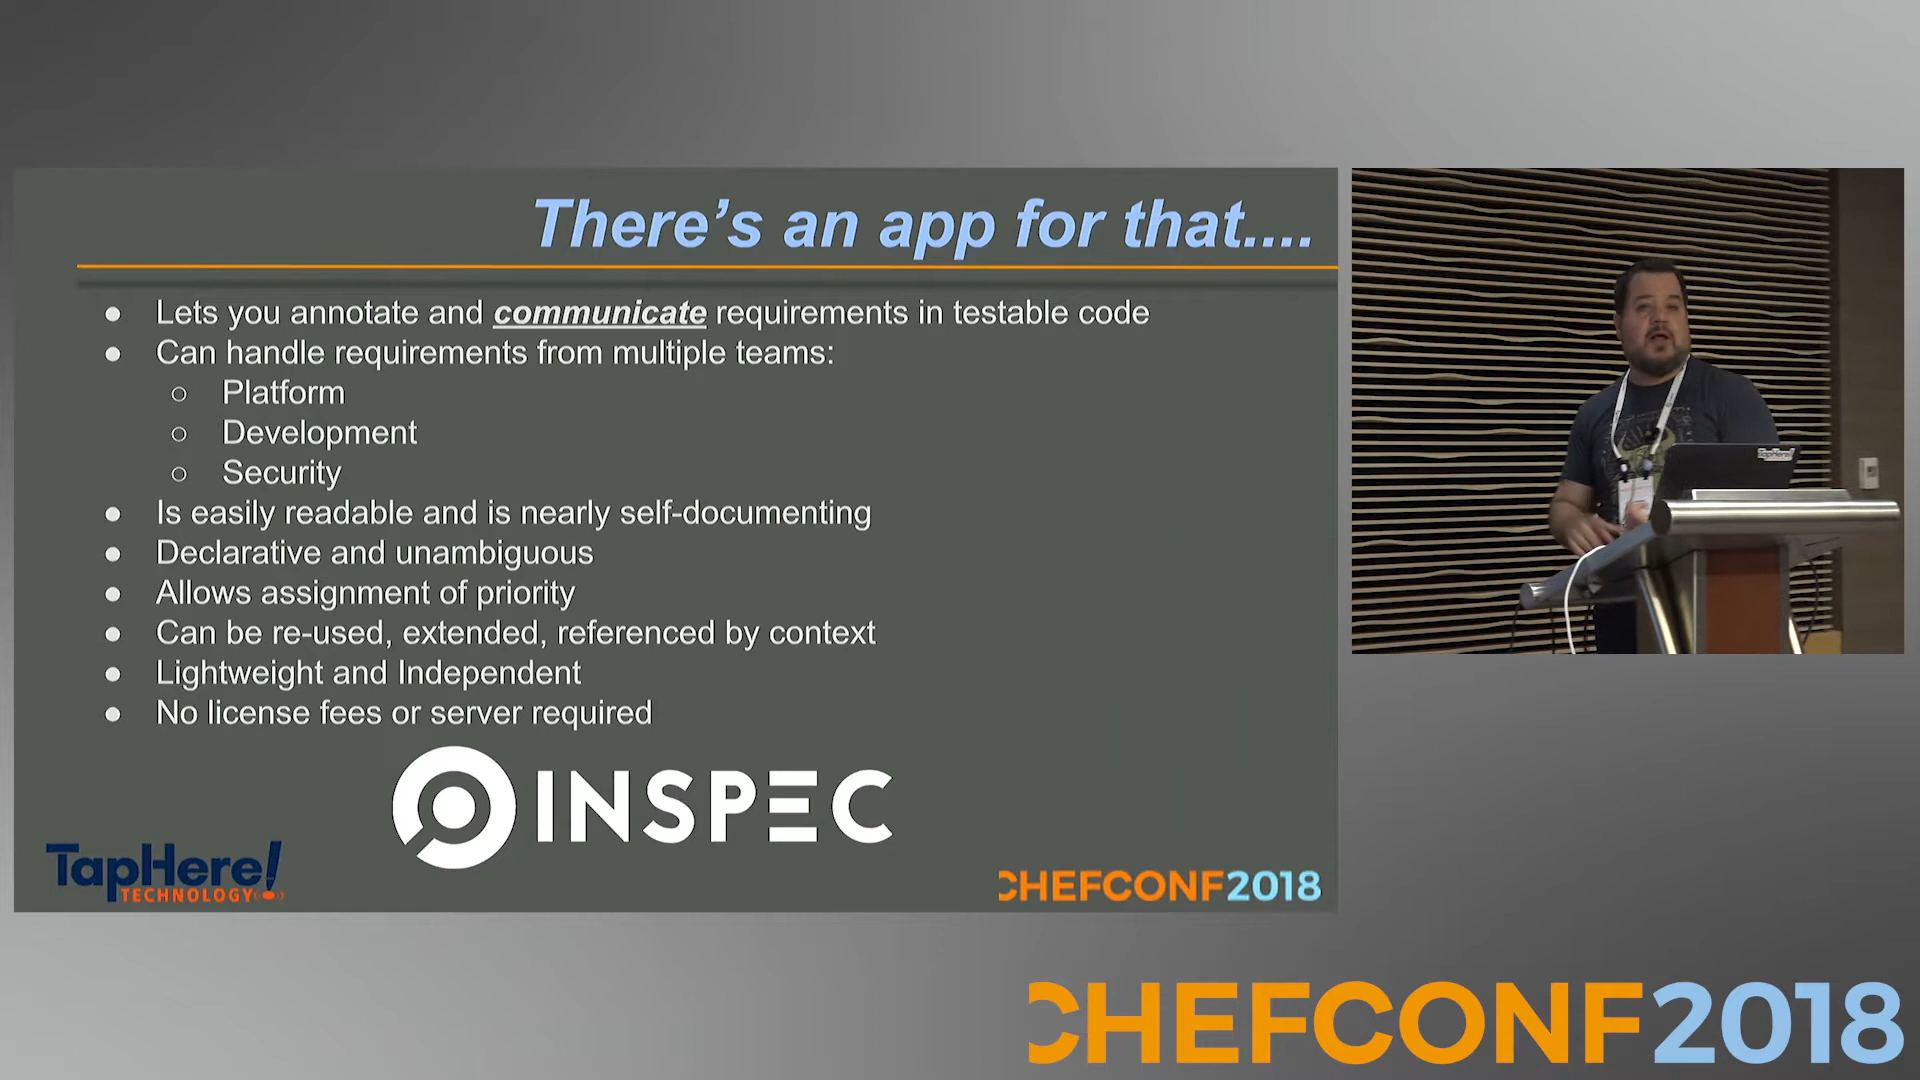 There's an app for that....
● Lets you annotate and communicate requirements in testable code
● Can handle requirements from multiple teams:
○ Platform
○ Development
○ Security
● Is easily readable and is nearly self-documenting
● Declarative and unambiguous
● Allows assignment of priority
● Can be re-used, extended, referenced by context
● Lightweight and Independent
● No license fees or server required
INSPEC
TapHere!
TECHNOLOGY
CHEFCONF2018
TapHere!
CHEFCONF2018